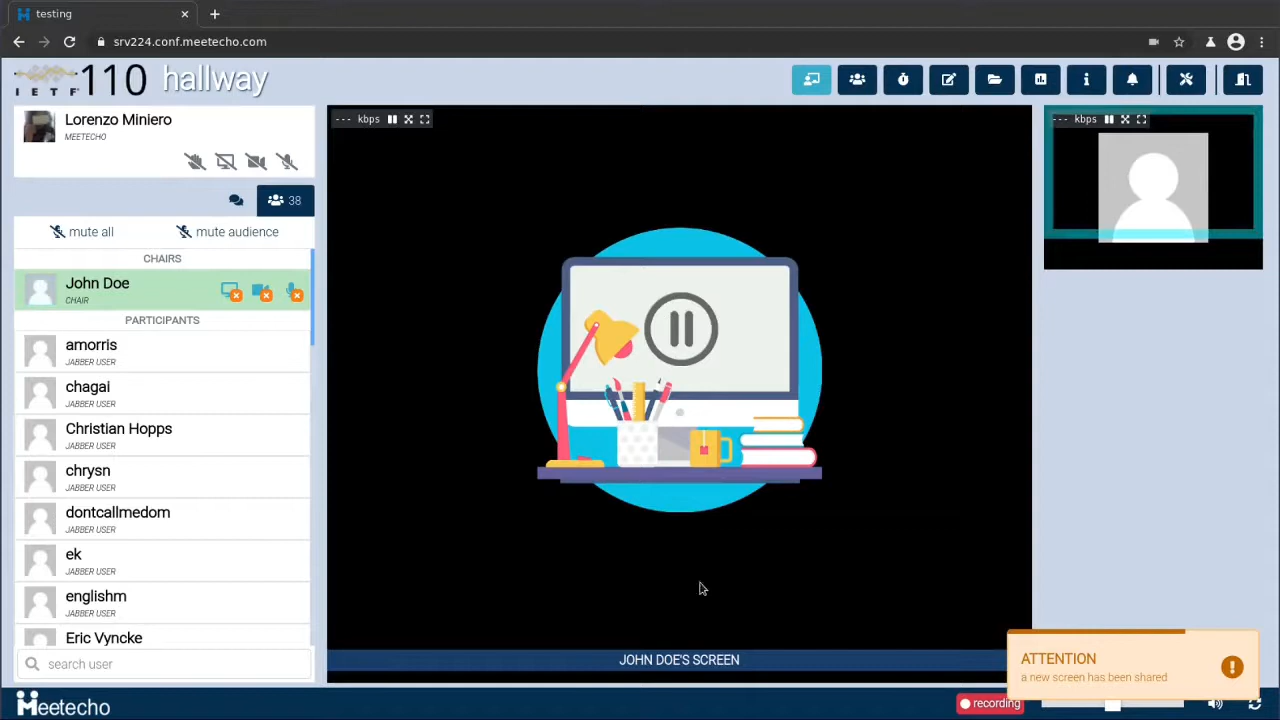 testing
srv224.conf.meetecho.com
IETF 110 hallway
Lorenzo Miniero
MEETECHO
38
mute all
mute audience
CHAIRS
John Doe
CHAIR
PARTICIPANTS
amorris
JABBER USER
chagai
JABBER USER
Christian Hopps
JABBER USER
chrysn
JABBER USER
dontcallmedom
JABBER USER
ek
JABBER USER
englishm
JABBER USER
Eric Vyncke
search user
Meetecho
--- kbps
JOHN DOE'S SCREEN
--- kbps
ATTENTION
a new screen has been shared
recording